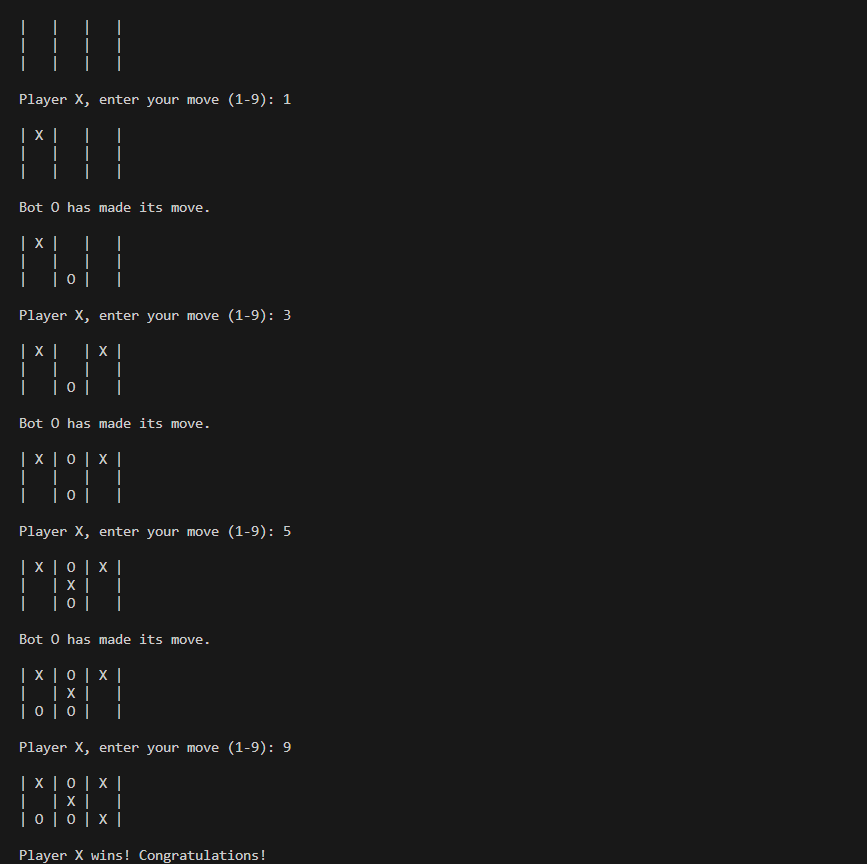 |   |   |   |
|   |   |   |
|   |   |   |
Player X, enter your move (1-9): 1
| X |   |   |
|   |   |   |
|   |   |   |
Bot O has made its move.
| X |   |   |
|   |   |   |
|   | O |   |
Player X, enter your move (1-9): 3
| X |   | X |
|   |   |   |
|   | O |   |
Bot O has made its move.
| X | O | X |
|   |   |   |
|   | O |   |
Player X, enter your move (1-9): 5
| X | O | X |
|   | X |   |
|   | O |   |
Bot O has made its move.
| X | O | X |
|   | X |   |
| O | O |   |
Player X, enter your move (1-9): 9
| X | O | X |
|   | X |   |
| O | O | X |
Player X wins! Congratulations!